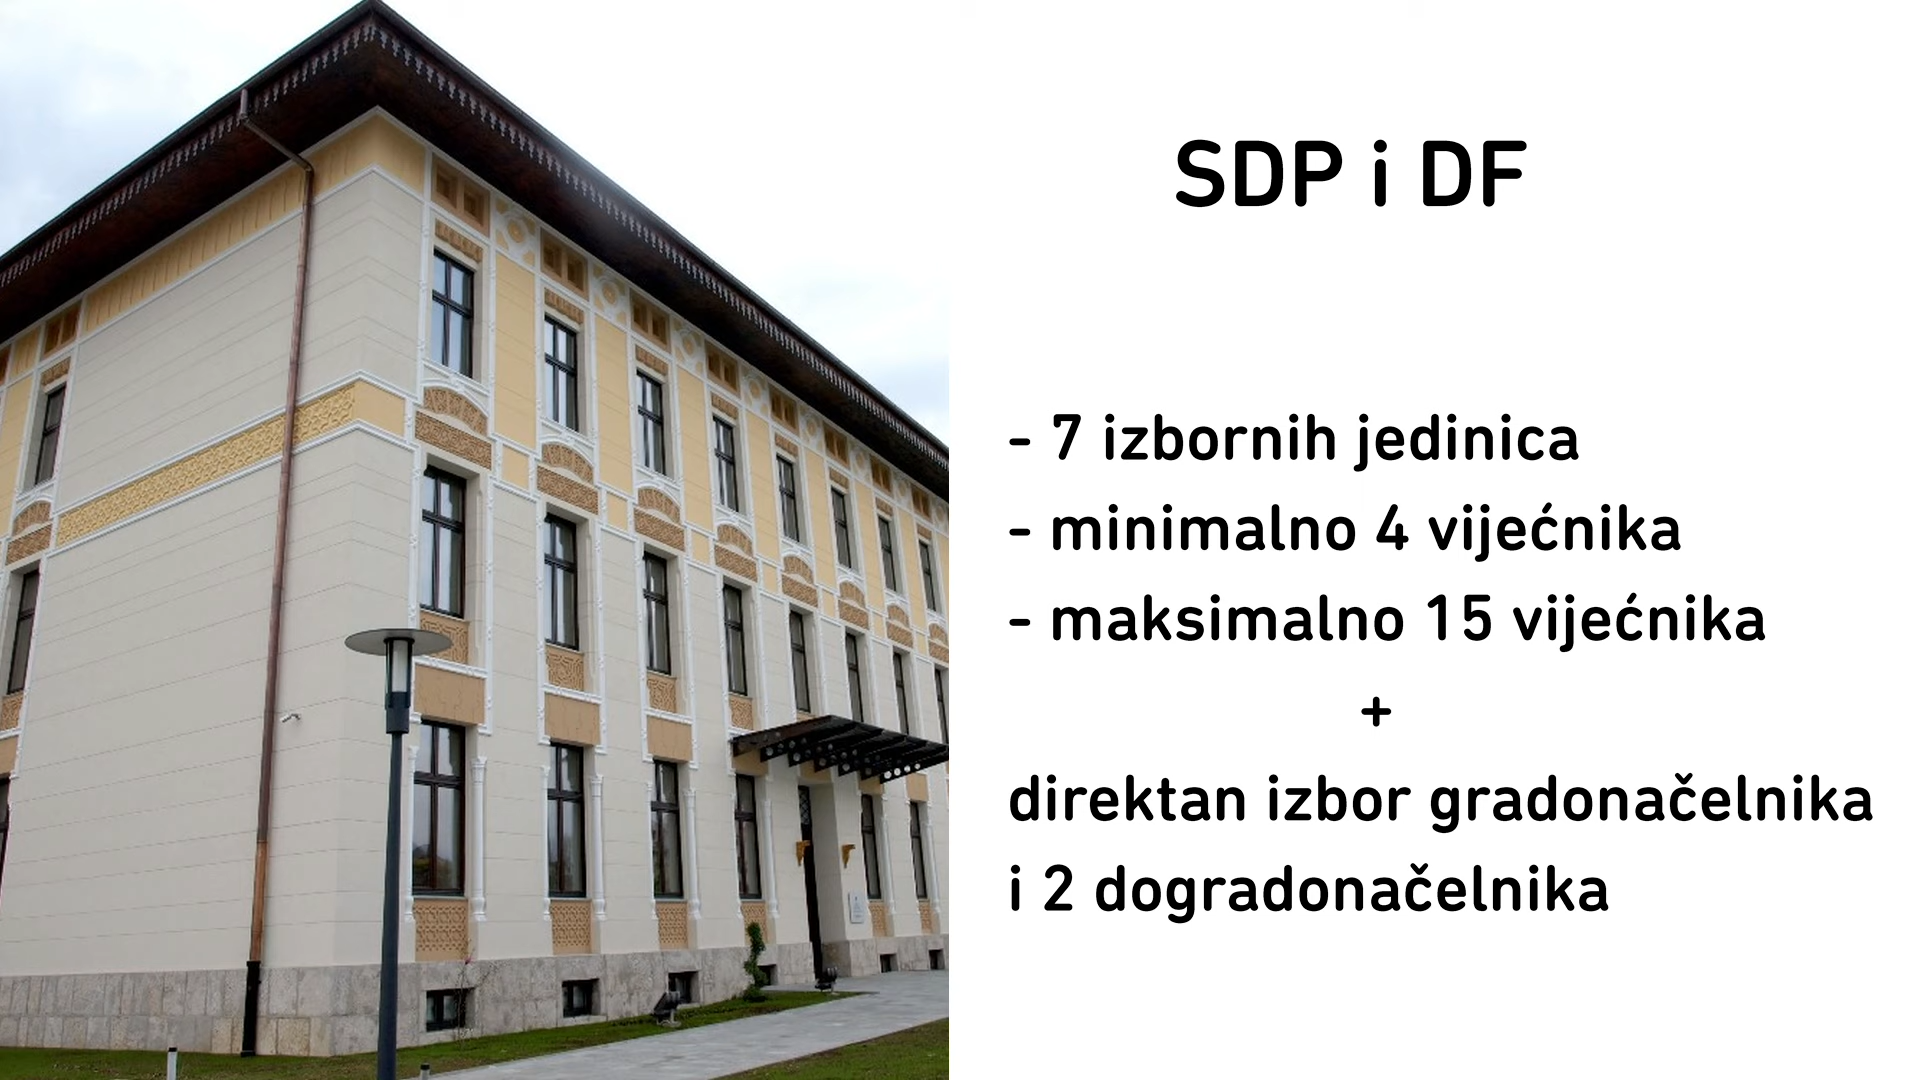 SDP i DF
- 7 izbornih jedinica
- minimalno 4 vijećnika
- maksimalno 15 vijećnika
+
direktan izbor gradonačelnika
i 2 dogradonačelnika